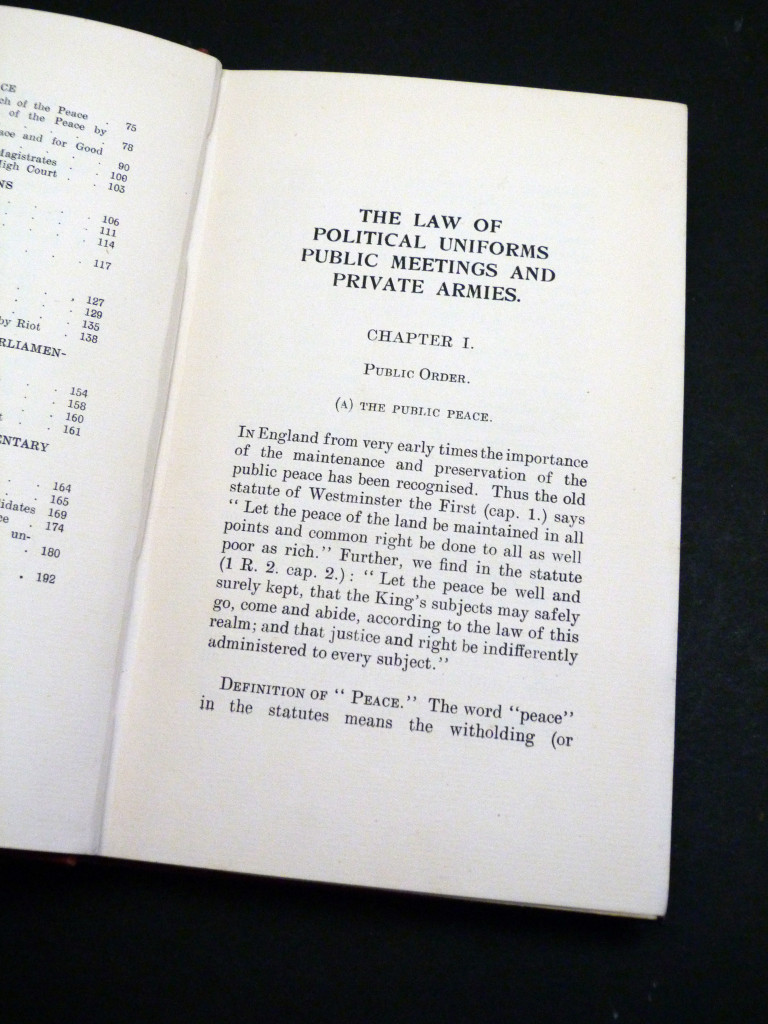 CE
ch of the Peace . 75
of the Peace by
. . . . 78
ace and for Good
. . . 90
Magistrates . . 100
High Court . . 103
NS
. . . . 106
. . . . 111
. . . . 114
. . . . 117
. . . . 127
. . . . 129
by Riot . 135
. . . . 138
RLIAMEN-
. . . 154
. . . 158
. . . 160
t . . . 161
ENTARY
. . . 164
. . . 165
didates 169
ce . 174
un-
. 180
. 192
THE LAW OF
POLITICAL UNIFORMS
PUBLIC MEETINGS AND
PRIVATE ARMIES.
CHAPTER I.
PUBLIC ORDER.
(A) THE PUBLIC PEACE.
IN England from very early times the importance
of the maintenance and preservation of the
public peace has been recognised. Thus the old
statute of Westminster the First (cap. 1.) says
“ Let the peace of the land be maintained in all
points and common right be done to all as well
poor as rich.” Further, we find in the statute
(1 R. 2. cap. 2.) : “ Let the peace be well and
surely kept, that the King's subjects may safely
go, come and abide, according to the law of this
realm; and that justice and right be indifferently
administered to every subject.”
DEFINITION OF “ PEACE.” The word “peace”
in the statutes means the witholding (or